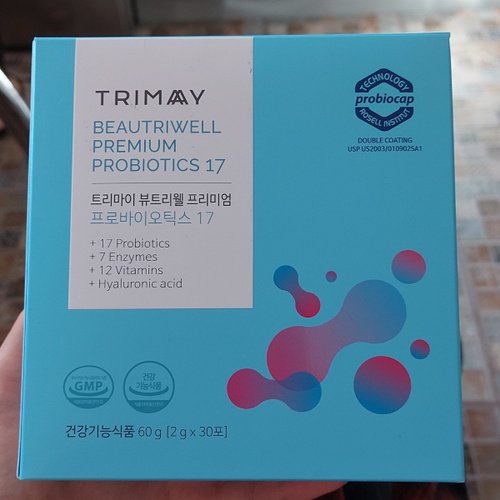 TRIMAAY
BEAUTRIWELL
PREMIUM
PROBIOTICS 17
트리마이 뷰트리웰 프리미엄
프로바이오틱스 17
+ 17 Probiotics
+ 7 Enzymes
+ 12 Vitamins
+ Hyaluronic acid
TECHNOLOGY
probiocap
ROSELL INSTITUT
DOUBLE COATING
USP US2003/0109025A1
GMP
건강
기능식품
건강기능식품 60 g [2 g x 30포]